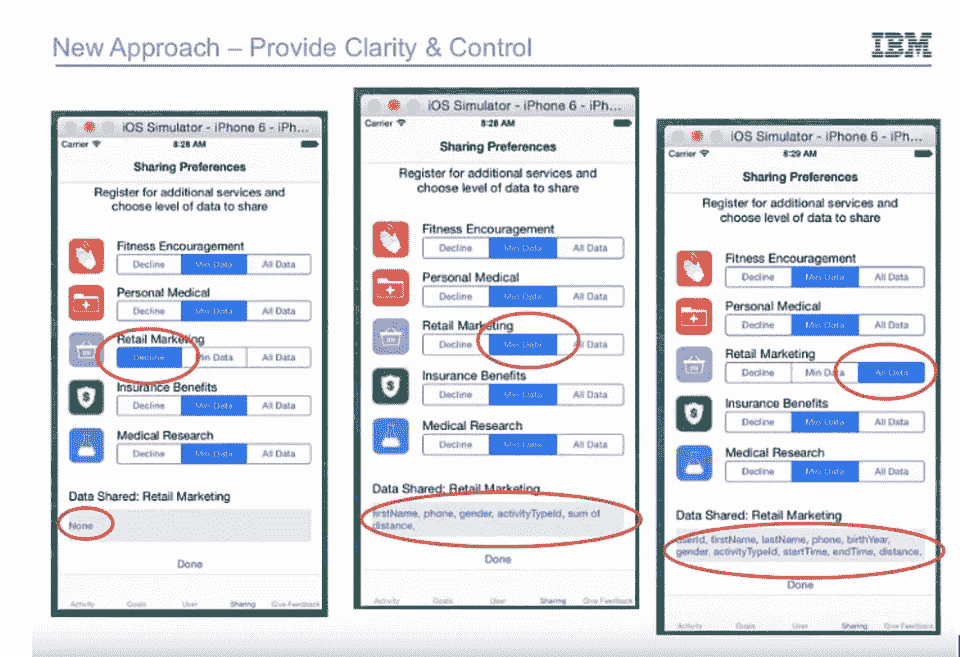 New Approach – Provide Clarity & Control
IBM
iOS Simulator - iPhone 6 - iPh...
Carrier
8:28 AM
Sharing Preferences
Register for additional services and
choose level of data to share
Fitness Encouragement
Decline Min Data All Data
Personal Medical
Decline Min Data All Data
Retail Marketing
Decline Min Data All Data
Insurance Benefits
Decline Min Data All Data
Medical Research
Decline Min Data All Data
Data Shared: Retail Marketing
None
Done
Activity Goals User Sharing Give Feedback
iOS Simulator - iPhone 6 - iPh...
Carrier
8:28 AM
Sharing Preferences
Register for additional services and
choose level of data to share
Fitness Encouragement
Decline Min Data All Data
Personal Medical
Decline Min Data All Data
Retail Marketing
Decline Min Data All Data
Insurance Benefits
Decline Min Data All Data
Medical Research
Decline Min Data All Data
Data Shared: Retail Marketing
firstName, phone, gender, activityTypeId, sum of
distance,
Done
Activity Goals User Sharing Give Feedback
iOS Simulator - iPhone 6 - iPh...
Carrier
8:29 AM
Sharing Preferences
Register for additional services and
choose level of data to share
Fitness Encouragement
Decline Min Data All Data
Personal Medical
Decline Min Data All Data
Retail Marketing
Decline Min Data All Data
Insurance Benefits
Decline Min Data All Data
Medical Research
Decline Min Data All Data
Data Shared: Retail Marketing
userId, firstName, lastName, phone, birthYear,
gender, activityTypeId, startTime, endTime, distance,
Done
Activity Goals User Sharing Give Feedback